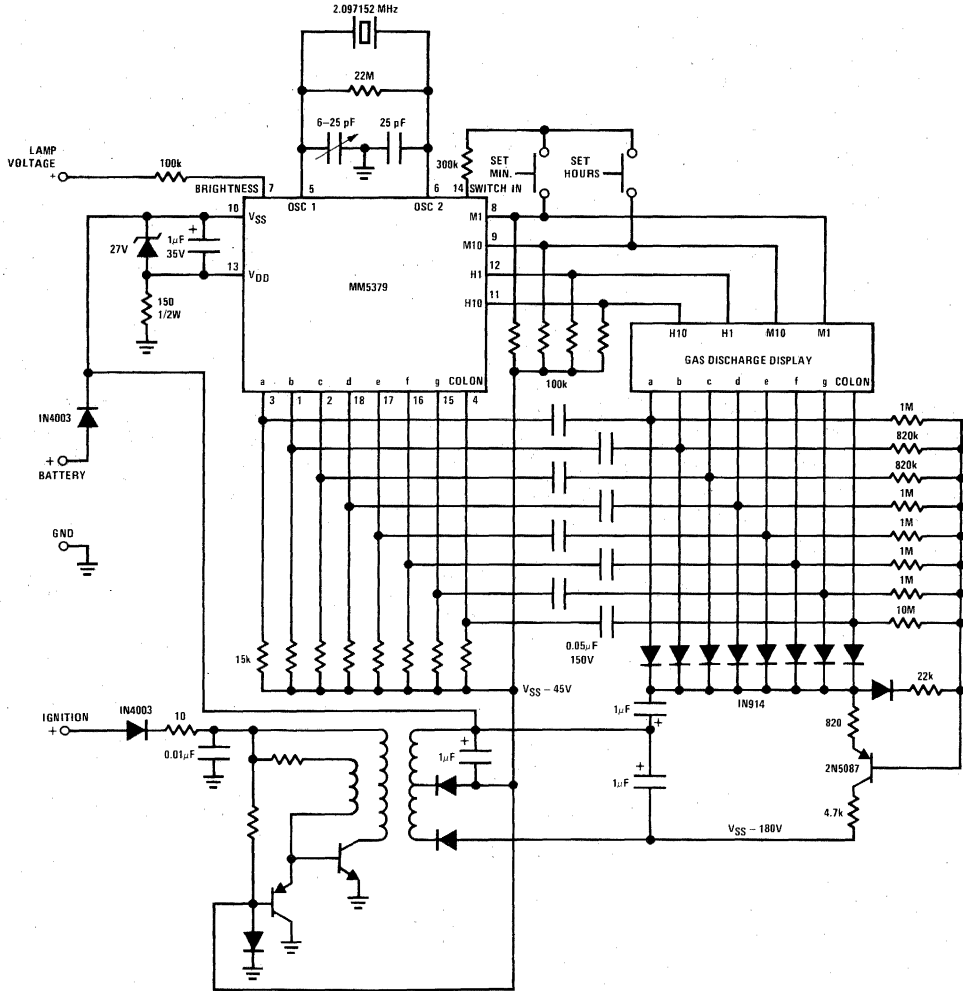 2.097152 MHz
22M
6–25 pF
25 pF
LAMP
VOLTAGE
+
100k
300k
SET
MIN.
SET
HOURS
BRIGHTNESS 7
5
6
14 SWITCH IN
OSC 1
OSC 2
8
10
VSS
M1
27V
+
1μF
35V
9
M10
13
VDD
12
H1
MM5379
11
150
1/2W
H10
H10
H1
M10
M1
GAS DISCHARGE DISPLAY
a
b
c
d
e
f
g
COLON
100k
a
b
c
d
e
f
g
COLON
3
1
2
18
17
16
15
4
1M
IN4003
820k
+
BATTERY
820k
1M
GND
1M
1M
1M
10M
0.05μF
150V
15k
VSS – 45V
IN914
22k
IGNITION
+
IN4003
10
1μF
+
820
0.01μF
+
1μF
+
1μF
2N5087
4.7k
VSS – 180V